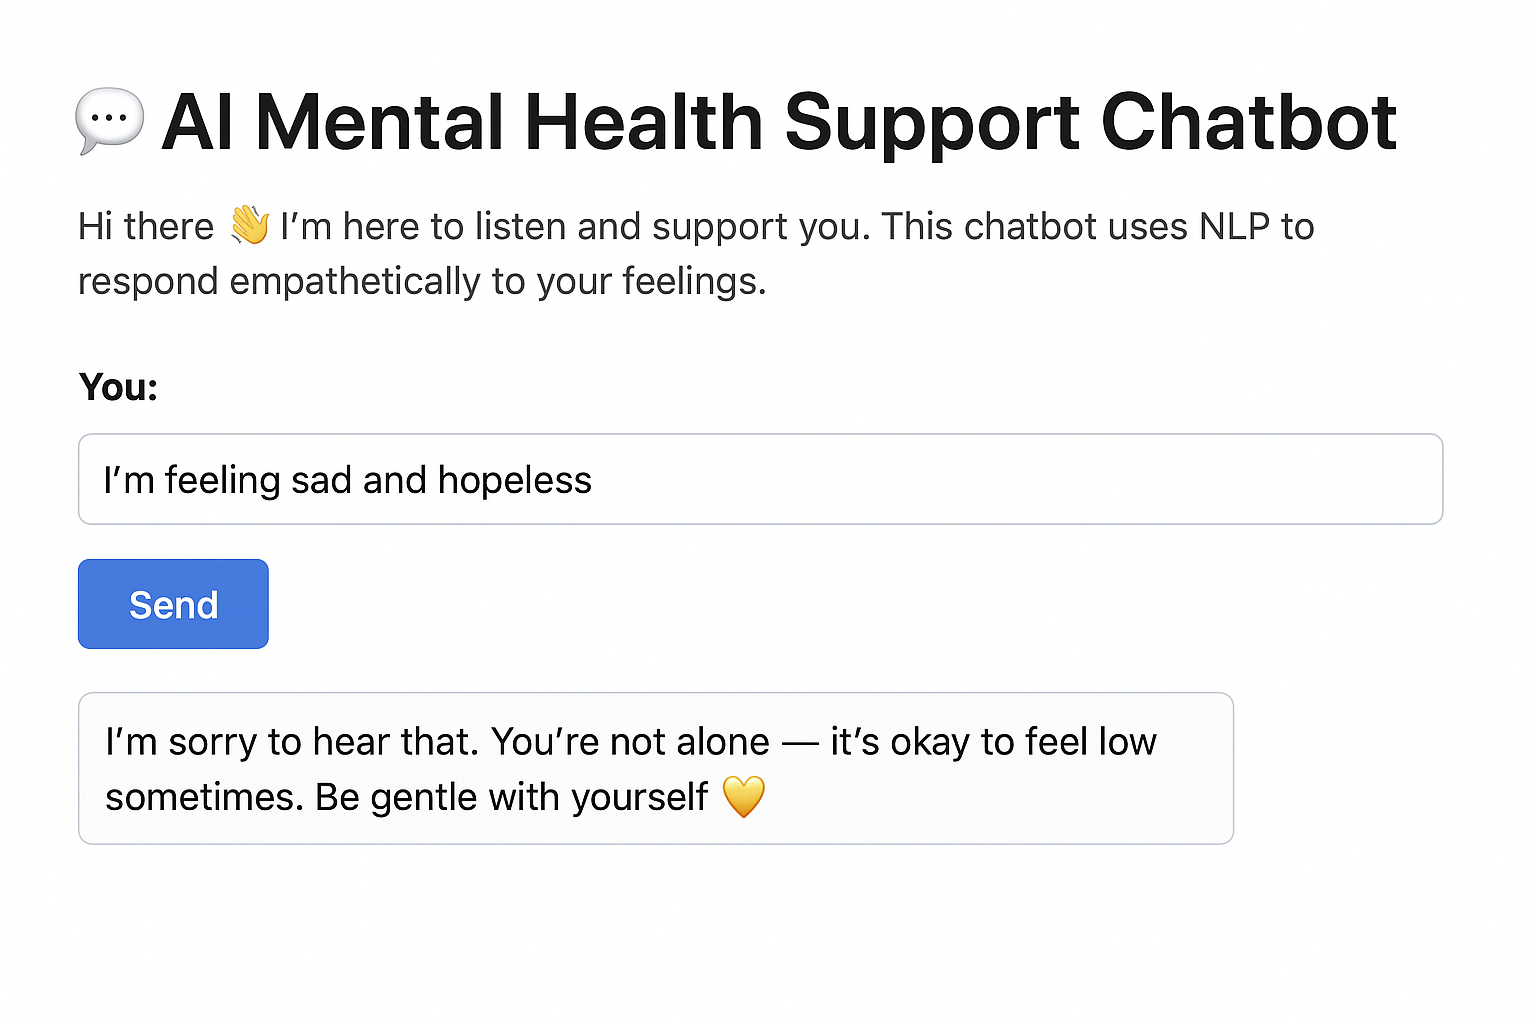 💬 AI Mental Health Support Chatbot
Hi there 👋 I’m here to listen and support you. This chatbot uses NLP to
respond empathetically to your feelings.
You:
I’m feeling sad and hopeless
Send
I’m sorry to hear that. You’re not alone — it’s okay to feel low
sometimes. Be gentle with yourself 💛